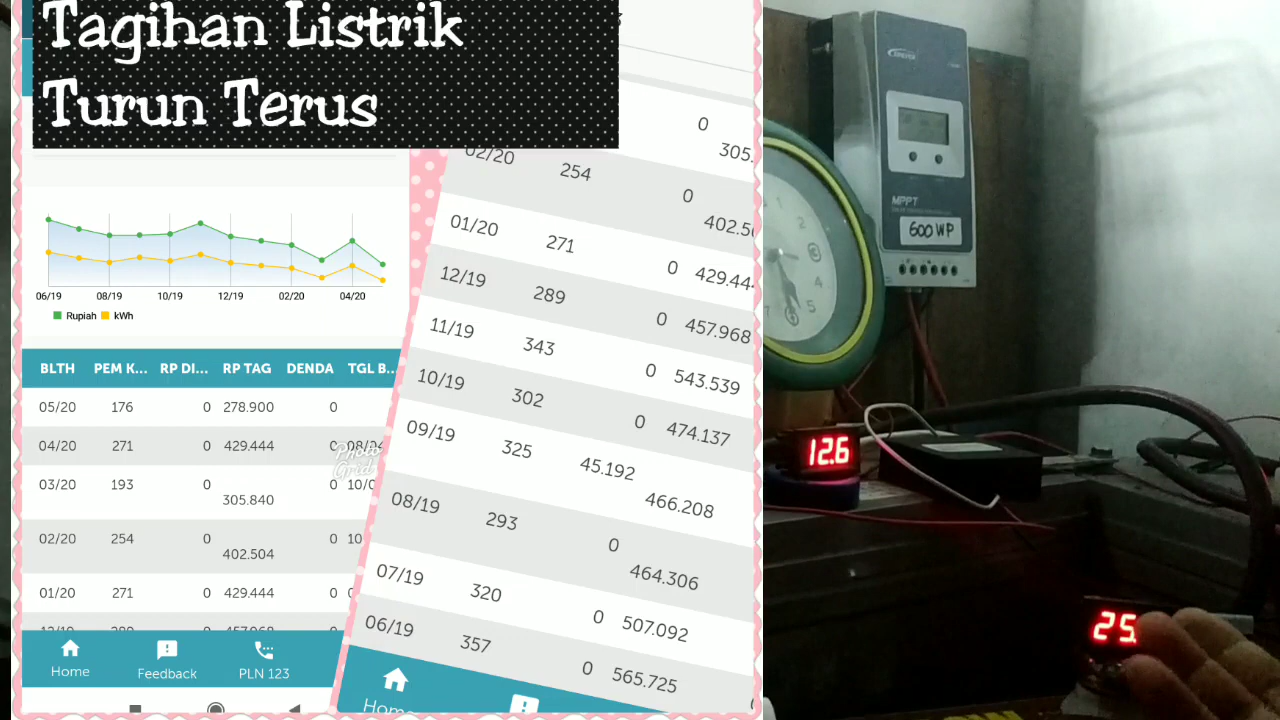 Tagihan Listrik
Turun Terus
06/19 08/19 10/19 12/19 02/20 04/20
Rupiah kWh
BLTH PEM K... RP DI... RP TAG DENDA TGL B...
05/20 176 0 278.900 0
04/20 271 0 429.444 0
03/20 193 0 305.840 0
02/20 254 0 402.504 0
01/20 271 0 429.444 0
Home Feedback PLN 123
Photo
Grid
0 305.
02/20 254 0
01/20 271 0 429.444
12/19 289 0 457.968
11/19 343 0 543.539
10/19 302 0 474.137
09/19 325 45.192 466.208
08/19 293 0 464.306
07/19 320 0 507.092
06/19 357 0 565.725
Home
MPPT
600 WP
12.6
25.